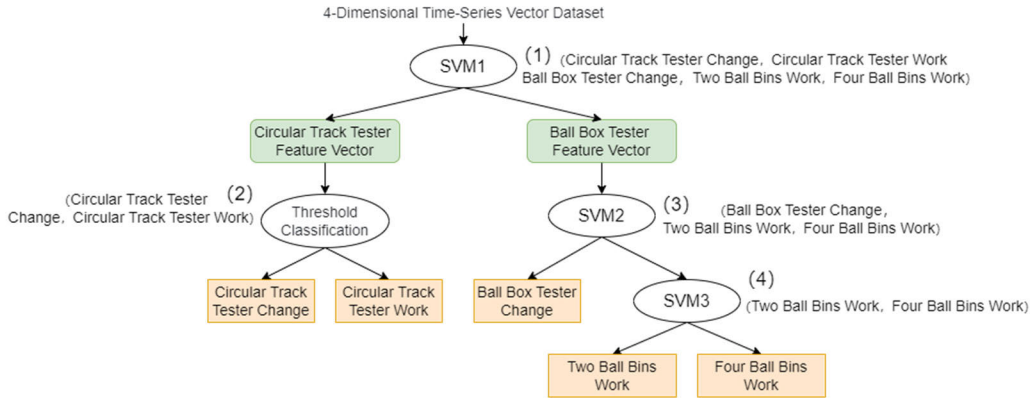 4-Dimensional Time-Series Vector Dataset
SVM1
(1) (Circular Track Tester Change, Circular Track Tester Work
Ball Box Tester Change, Two Ball Bins Work, Four Ball Bins Work)
Circular Track Tester
Feature Vector
Ball Box Tester
Feature Vector
(Circular Track Tester (2)
Change, Circular Track Tester Work)
Threshold
Classification
SVM2
(3) (Ball Box Tester Change,
Two Ball Bins Work, Four Ball Bins Work)
Circular Track
Tester Change
Circular Track
Tester Work
Ball Box Tester
Change
SVM3
(4)
(Two Ball Bins Work, Four Ball Bins Work)
Two Ball Bins
Work
Four Ball Bins
Work